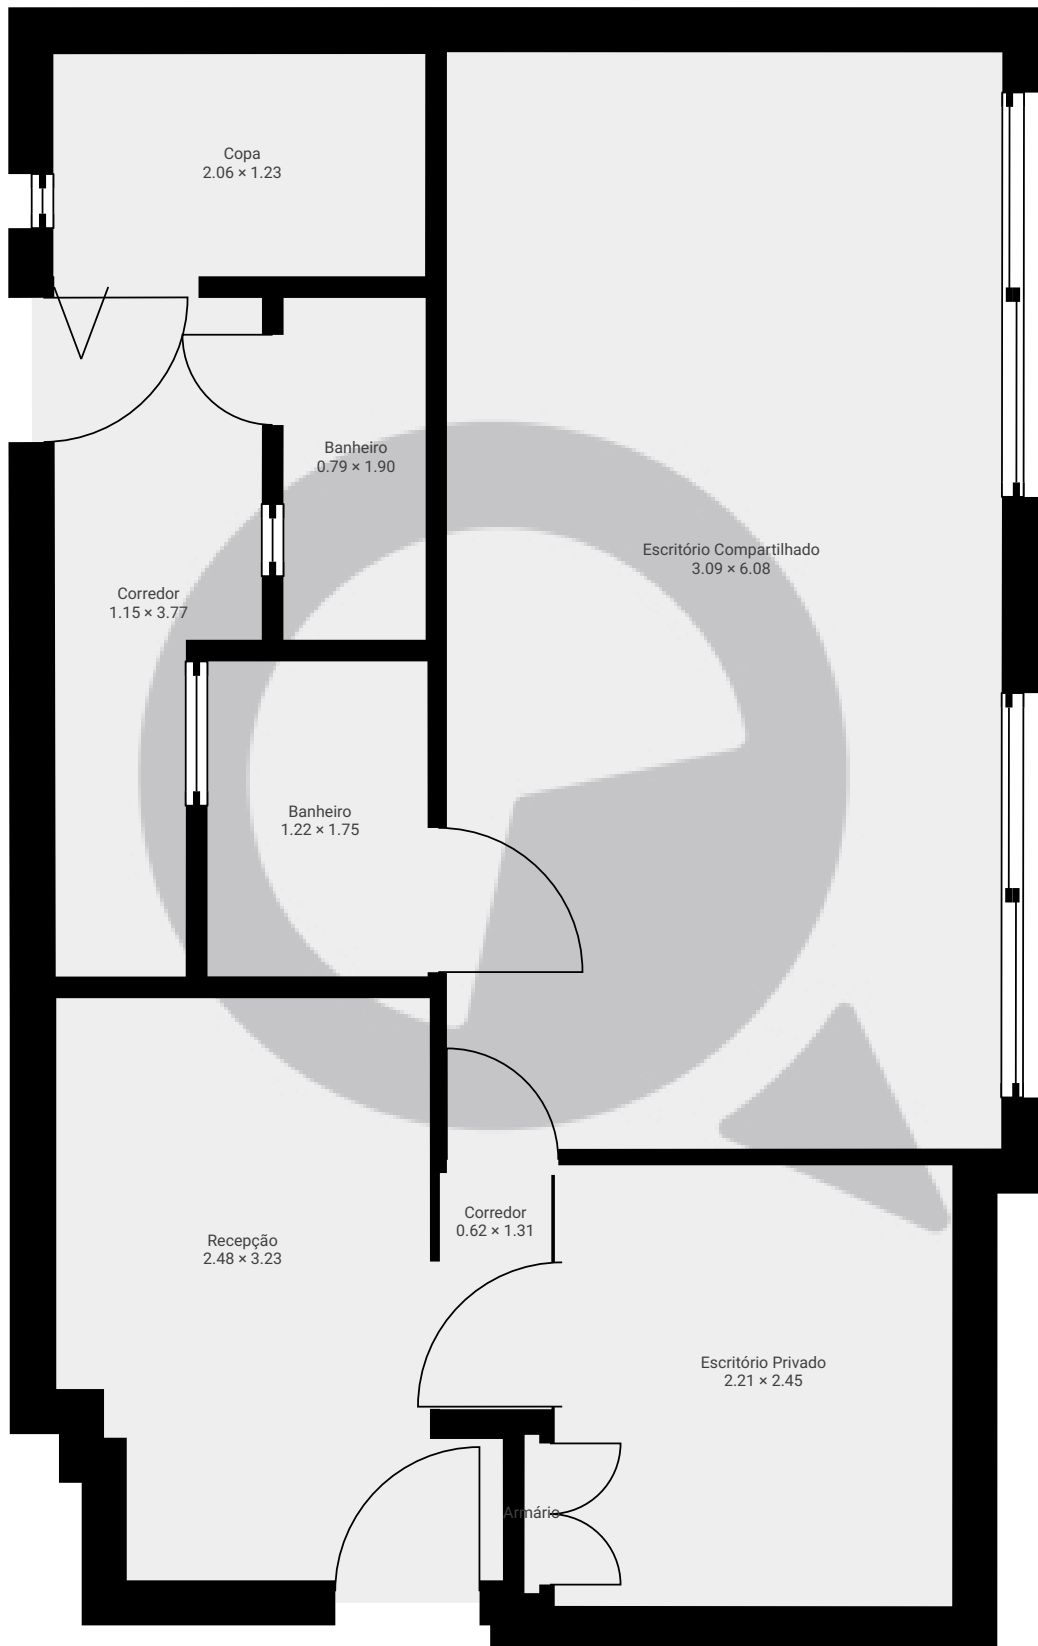 Copa
2.06 × 1.23
Banheiro
0.79 × 1.90
Escritório Compartilhado
3.09 × 6.08
Corredor
1.15 × 3.77
Banheiro
1.22 × 1.75
Corredor
0.62 × 1.31
Recepção
2.48 × 3.23
Escritório Privado
2.21 × 2.45
Armário